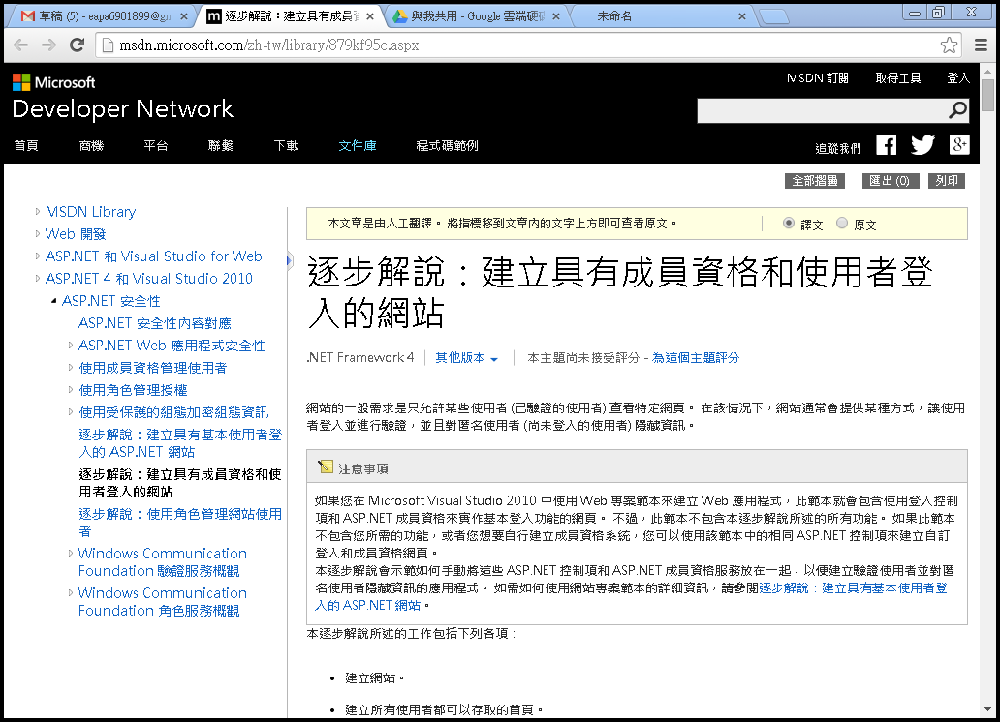 草稿 (5) - eapa6901899@gm
逐步解說：建立具有成員資
與我共用 - Google 雲端硬碟
未命名
msdn.microsoft.com/zh-tw/library/879kf95c.aspx
Microsoft
MSDN 訂閱 取得工具 登入
Developer Network
首頁 商機 平台 聯繫 下載 文件庫 程式碼範例
追蹤我們
全部摺疊 匯出 (0) 列印
MSDN Library
Web 開發
ASP.NET 和 Visual Studio for Web
ASP.NET 4 和 Visual Studio 2010
ASP.NET 安全性
ASP.NET 安全性內容對應
ASP.NET Web 應用程式安全性
使用成員資格管理使用者
使用角色管理授權
使用受保護的組態加密組態資訊
逐步解說：建立具有基本使用者登
入的 ASP.NET 網站
逐步解說：建立具有成員資格和使
用者登入的網站
逐步解說：使用角色管理網站使用
者
Windows Communication
Foundation 驗證服務概觀
Windows Communication
Foundation 角色服務概觀
本文章是由人工翻譯。 將指標移到文章內的文字上方即可查看原文。
譯文 原文
逐步解說：建立具有成員資格和使用者登
入的網站
.NET Framework 4 其他版本 本主題尚未接受評分 - 為這個主題評分
網站的一般需求是只允許某些使用者 (已驗證的使用者) 查看特定網頁。 在該情況下，網站通常會提供某種方式，讓使用
者登入並進行驗證，並且對匿名使用者 (尚未登入的使用者) 隱藏資訊。
注意事項
如果您在 Microsoft Visual Studio 2010 中使用 Web 專案範本來建立 Web 應用程式，此範本就會包含使用登入控制
項和 ASP.NET 成員資格來實作基本登入功能的網頁。 不過，此範本不包含本逐步解說所述的所有功能。 如果此範本
不包含您所需的功能，或者您想要自行建立成員資格系統，您可以使用該範本中的相同 ASP.NET 控制項來建立自訂
登入和成員資格網頁。
本逐步解說會示範如何手動將這些 ASP.NET 控制項和 ASP.NET 成員資格服務放在一起，以便建立驗證使用者並對匿
名使用者隱藏資訊的應用程式。 如需如何使用網站專案範本的詳細資訊，請參閱逐步解說：建立具有基本使用者登
入的 ASP.NET 網站。
本逐步解說所述的工作包括下列各項：
• 建立網站。
• 建立所有使用者都可以存取的首頁。